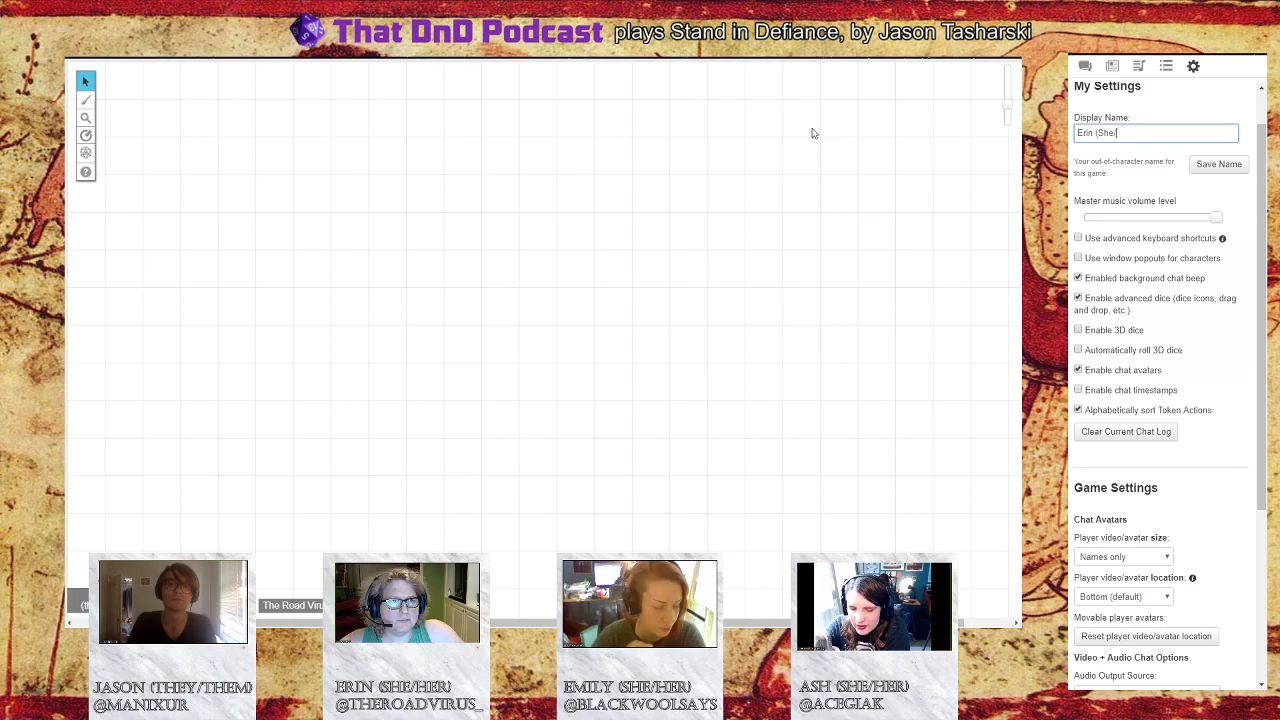 That DnD Podcast plays Stand in Defiance, by Jason Tasharski
My Settings
Display Name:
Erin (She/
Your out-of-character name for
this game.
Save Name
Master music volume level
Use advanced keyboard shortcuts
Use window popouts for characters
Enabled background chat beep
Enable advanced dice (dice icons, drag
and drop, etc.)
Enable 3D dice
Automatically roll 3D dice
Enable chat avatars
Enable chat timestamps
Alphabetically sort Token Actions
Clear Current Chat Log
Game Settings
Chat Avatars
Player video/avatar size:
Names only
Player video/avatar location:
Bottom (default)
Movable player avatars:
Reset player video/avatar location
Video + Audio Chat Options
Audio Output Source:
The Road Viru
JASON (THEY/THEM)
@MANITUR
ERIN (SHE/HER)
@THEROADVIRUS_
EMILY (SHE/HER)
@BLACKWOOLSAYS
ASH (SHE/HER)
@ACEGIAK